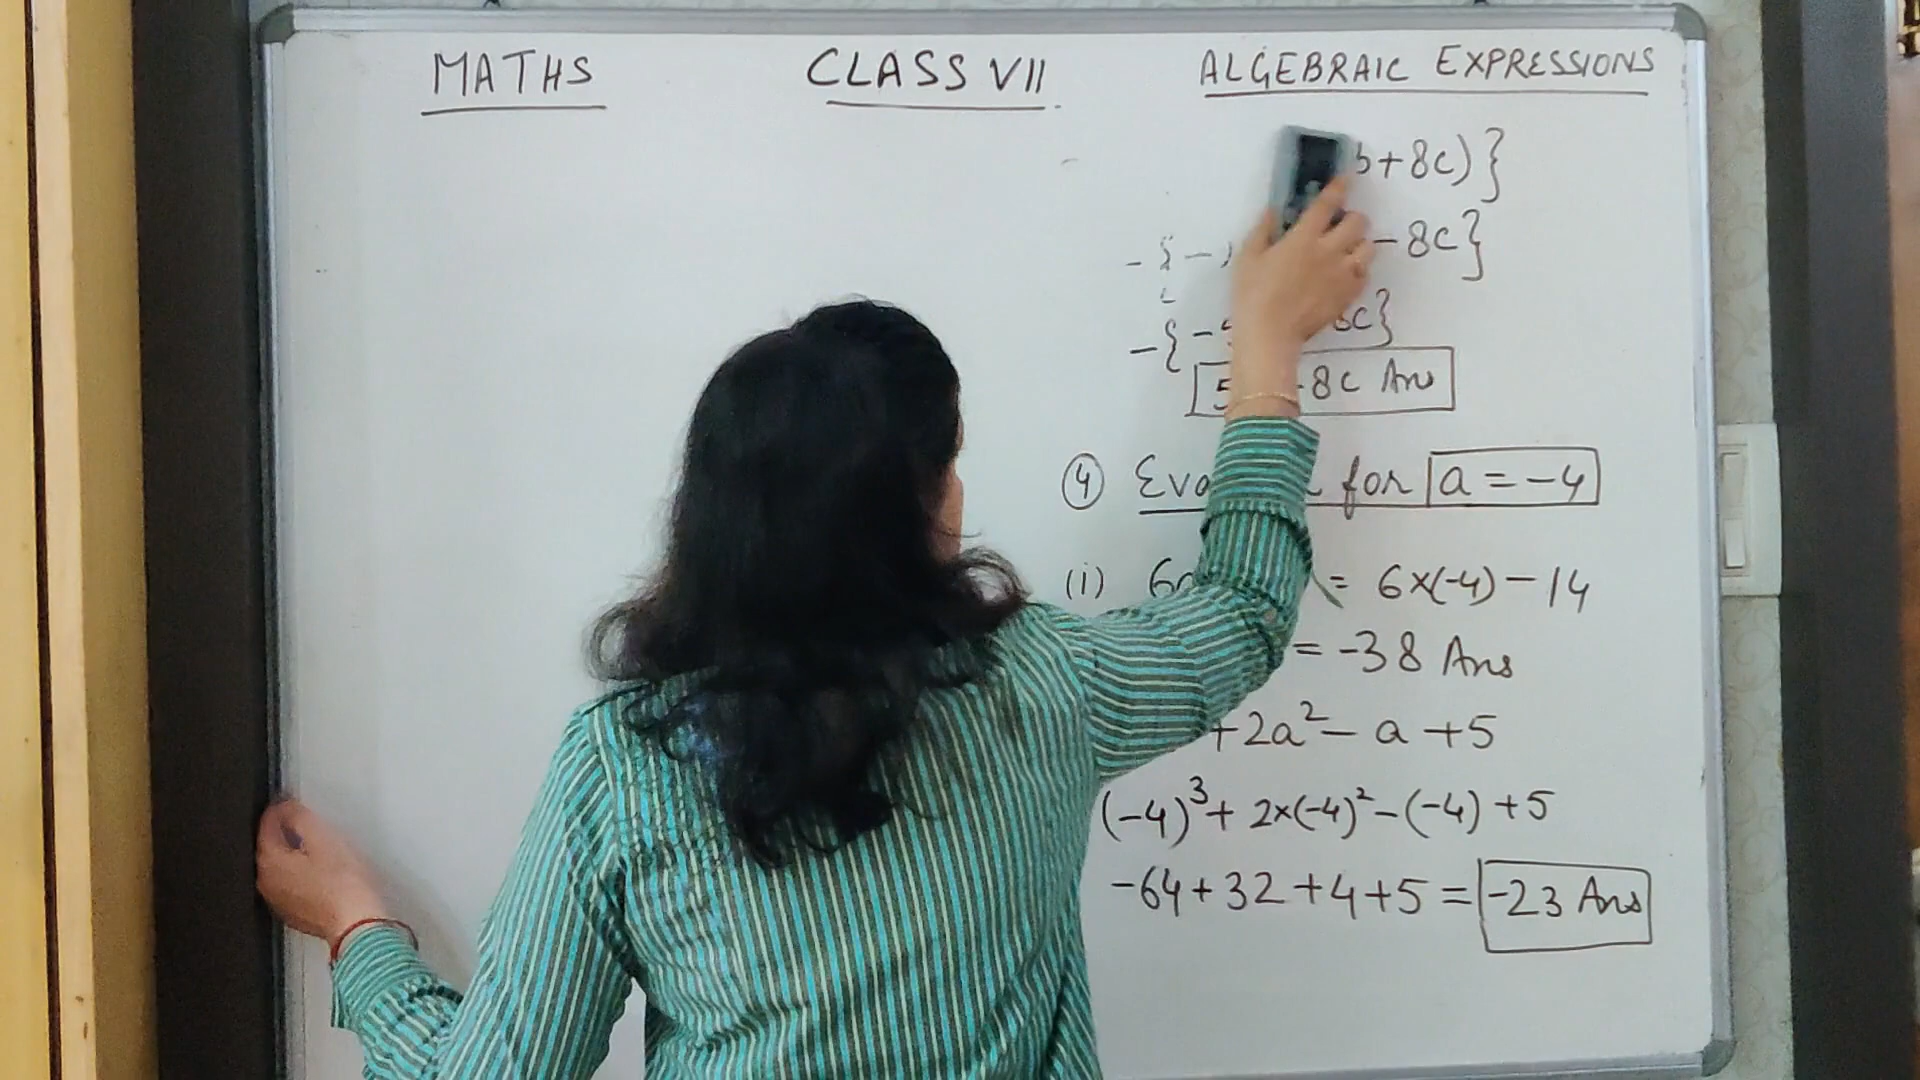 MATHS CLASS VII ALGEBRAIC EXPRESSIONS
+8c)}
-8c}
-{-
8c Ans
④ for a = -4
(i) = 6×(-4) - 14
= -38 Ans
+2a² - a + 5
(-4)³ + 2×(-4)² - (-4) + 5
-64 + 32 + 4 + 5 = -23 Ans